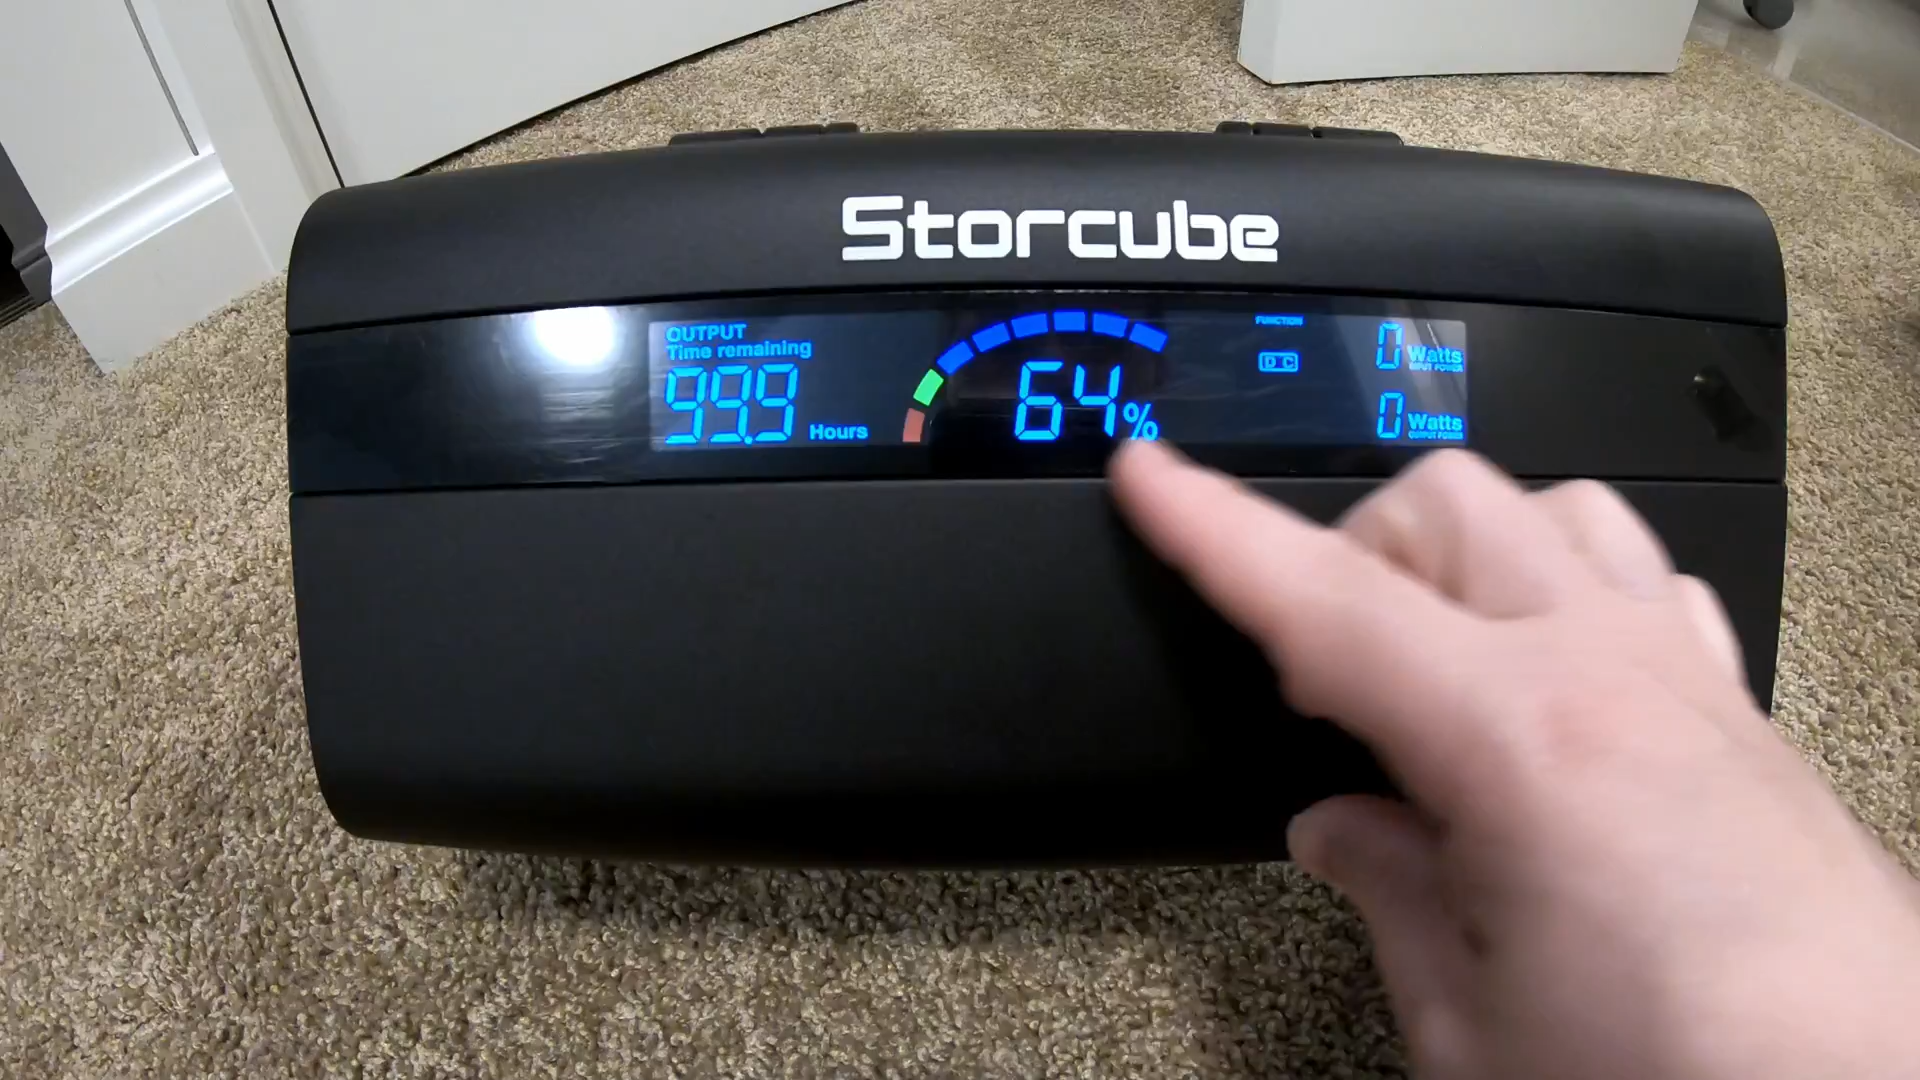 Storcube
OUTPUT
Time remaining
99.9 Hours
64%
FUNCTION
DC
0 Watts
INPUT POWER
0 Watts
OUTPUT POWER